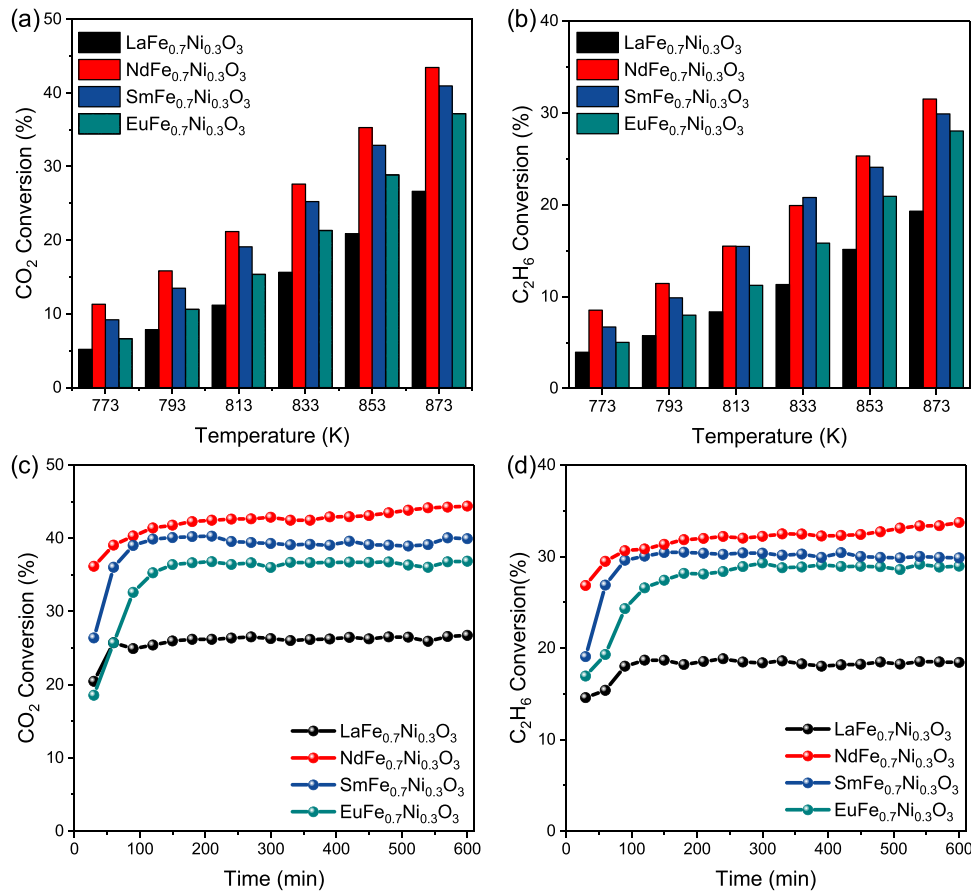 (a)
50
40
30
20
10
0
CO₂ Conversion (%)
LaFe₀.₇Ni₀.₃O₃
NdFe₀.₇Ni₀.₃O₃
SmFe₀.₇Ni₀.₃O₃
EuFe₀.₇Ni₀.₃O₃
773 793 813 833 853 873
Temperature (K)
(b)
40
30
20
10
0
C₂H₆ Conversion (%)
LaFe₀.₇Ni₀.₃O₃
NdFe₀.₇Ni₀.₃O₃
SmFe₀.₇Ni₀.₃O₃
EuFe₀.₇Ni₀.₃O₃
773 793 813 833 853 873
Temperature (K)
(c)
50
40
30
20
10
0
CO₂ Conversion (%)
LaFe₀.₇Ni₀.₃O₃
NdFe₀.₇Ni₀.₃O₃
SmFe₀.₇Ni₀.₃O₃
EuFe₀.₇Ni₀.₃O₃
0 100 200 300 400 500 600
Time (min)
(d)
40
30
20
10
0
C₂H₆ Conversion(%)
LaFe₀.₇Ni₀.₃O₃
NdFe₀.₇Ni₀.₃O₃
SmFe₀.₇Ni₀.₃O₃
EuFe₀.₇Ni₀.₃O₃
0 100 200 300 400 500 600
Time (min)